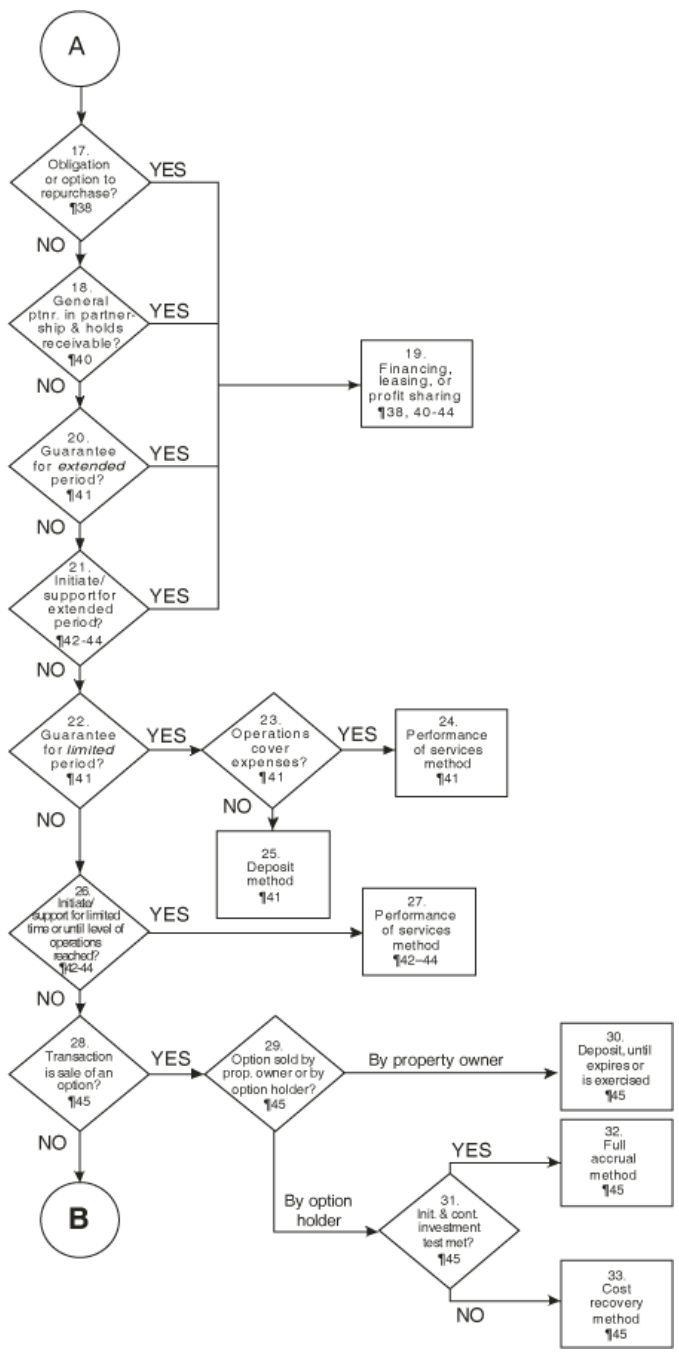 A
17.
Obligation
or option to
repurchase?
¶38
YES
NO
18.
General
ptnr. in partner-
ship & holds
receivable?
¶40
YES
NO
19.
Financing,
leasing, or
profit sharing
¶38, 40-44
20.
Guarantee
for extended
period?
¶41
YES
NO
21.
Initiate/
support for
extended
period?
¶42-44
YES
NO
22.
Guarantee
for limited
period?
¶41
YES
NO
23.
Operations
cover
expenses?
¶41
YES
NO
24.
Performance
of services
method
¶41
25.
Deposit
method
¶41
26.
Initiate/
support for limited
time or until level of
operations
reached?
¶42-44
YES
NO
27.
Performance
of services
method
¶42–44
28.
Transaction
is sale of an
option?
¶45
YES
NO
29.
Option sold by
prop. owner or by
option holder?
¶45
By property owner
By option
holder
30.
Deposit, until
expires or
is exercised
¶45
31.
Init. & cont.
investment
test met?
¶45
YES
NO
32.
Full
accrual
method
¶45
33.
Cost
recovery
method
¶45
B